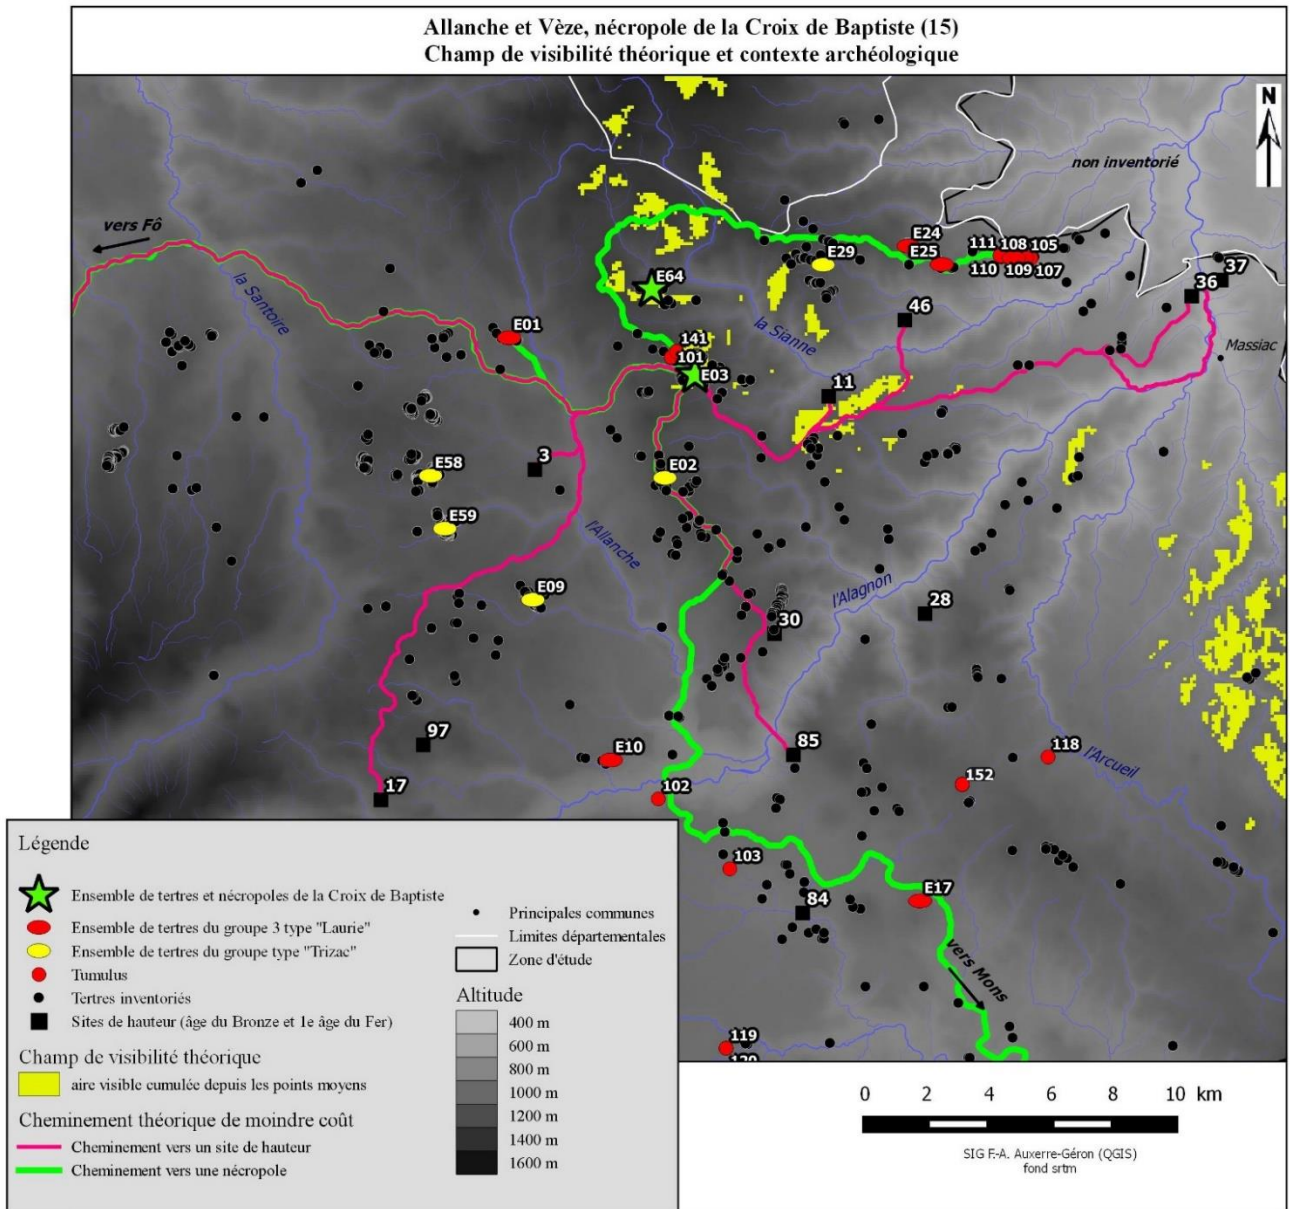 Allanche et Vèze, nécropole de la Croix de Baptiste (15)
Champ de visibilité théorique et contexte archéologique
N
non inventorié
vers Fô
la Santoire
E24
E25
111 108 105
110 109 107
E29
E64
37
36
46
la Sianne
Massiac
E01
141
101
E03
11
3
E02
E58
E59
l'Allanche
E09
l'Alagnon
28
30
97
E10
85
118
l'Arcueil
152
17
102
103
84
E17
vers Mons
119
120
Légende
Ensemble de tertres et nécropoles de la Croix de Baptiste
Ensemble de tertres du groupe 3 type "Laurie"
Ensemble de tertres du groupe type "Trizac"
Tumulus
Tertres inventoriés
Sites de hauteur (âge du Bronze et 1e âge du Fer)
Champ de visibilité théorique
aire visible cumulée depuis les points moyens
Cheminement théorique de moindre coût
Cheminement vers un site de hauteur
Cheminement vers une nécropole
Principales communes
Limites départementales
Zone d'étude
Altitude
400 m
600 m
800 m
1000 m
1200 m
1400 m
1600 m
0 2 4 6 8 10 km
SIG F.-A. Auxerre-Géron (QGIS)
fond srtm